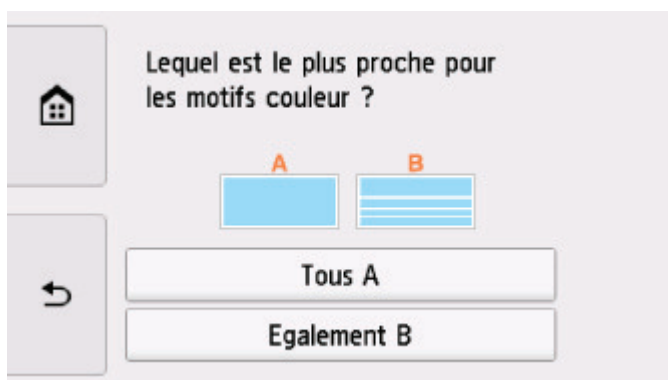 Lequel est le plus proche pour
les motifs couleur ?
A B
Tous A
Egalement B